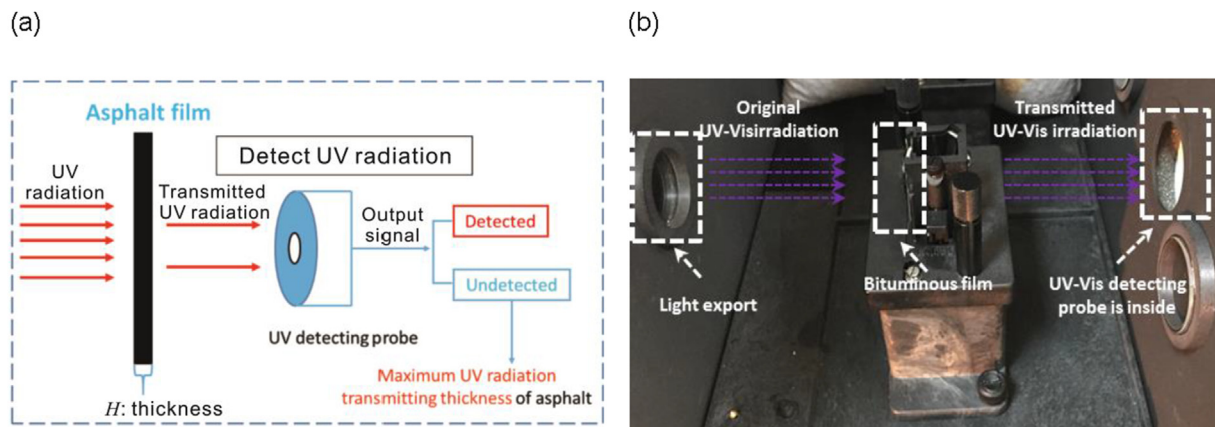 (a)
(b)
Asphalt film
Detect UV radiation
UV
radiation
Transmitted
UV radiation
Output
signal
Detected
Undetected
UV detecting probe
Maximum UV radiation
transmitting thickness of asphalt
H: thickness
Original
UV-Visirradiation
Transmitted
UV-Vis irradiation
Light export
Bituminous film
UV-Vis detecting
probe is inside